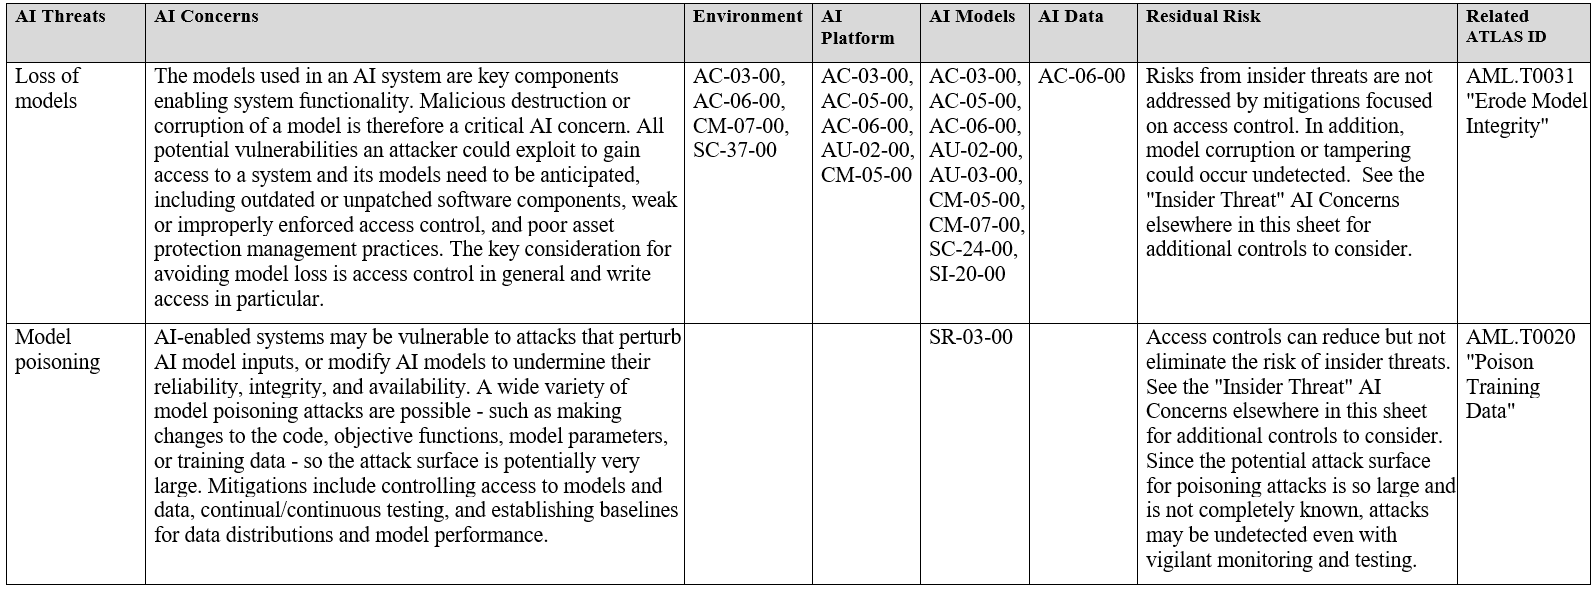 AI Threats
AI Concerns
Environment
AI
Platform
AI Models
AI Data
Residual Risk
Related
ATLAS ID
Loss of
models
The models used in an AI system are key components
enabling system functionality. Malicious destruction or
corruption of a model is therefore a critical AI concern. All
potential vulnerabilities an attacker could exploit to gain
access to a system and its models need to be anticipated,
including outdated or unpatched software components, weak
or improperly enforced access control, and poor asset
protection management practices. The key consideration for
avoiding model loss is access control in general and write
access in particular.
AC-03-00,
AC-06-00,
CM-07-00,
SC-37-00
AC-03-00,
AC-05-00,
AC-06-00,
AU-02-00,
CM-05-00
AC-03-00,
AC-05-00,
AC-06-00,
AU-02-00,
AU-03-00,
CM-05-00,
CM-07-00,
SC-24-00,
SI-20-00
AC-06-00
Risks from insider threats are not
addressed by mitigations focused
on access control. In addition,
model corruption or tampering
could occur undetected.  See the
"Insider Threat" AI Concerns
elsewhere in this sheet for
additional controls to consider.
AML.T0031
"Erode Model
Integrity"
Model
poisoning
AI-enabled systems may be vulnerable to attacks that perturb
AI model inputs, or modify AI models to undermine their
reliability, integrity, and availability. A wide variety of
model poisoning attacks are possible - such as making
changes to the code, objective functions, model parameters,
or training data - so the attack surface is potentially very
large. Mitigations include controlling access to models and
data, continual/continuous testing, and establishing baselines
for data distributions and model performance.
SR-03-00
Access controls can reduce but not
eliminate the risk of insider threats.
See the "Insider Threat" AI
Concerns elsewhere in this sheet
for additional controls to consider.
Since the potential attack surface
for poisoning attacks is so large and
is not completely known, attacks
may be undetected even with
vigilant monitoring and testing.
AML.T0020
"Poison
Training
Data"